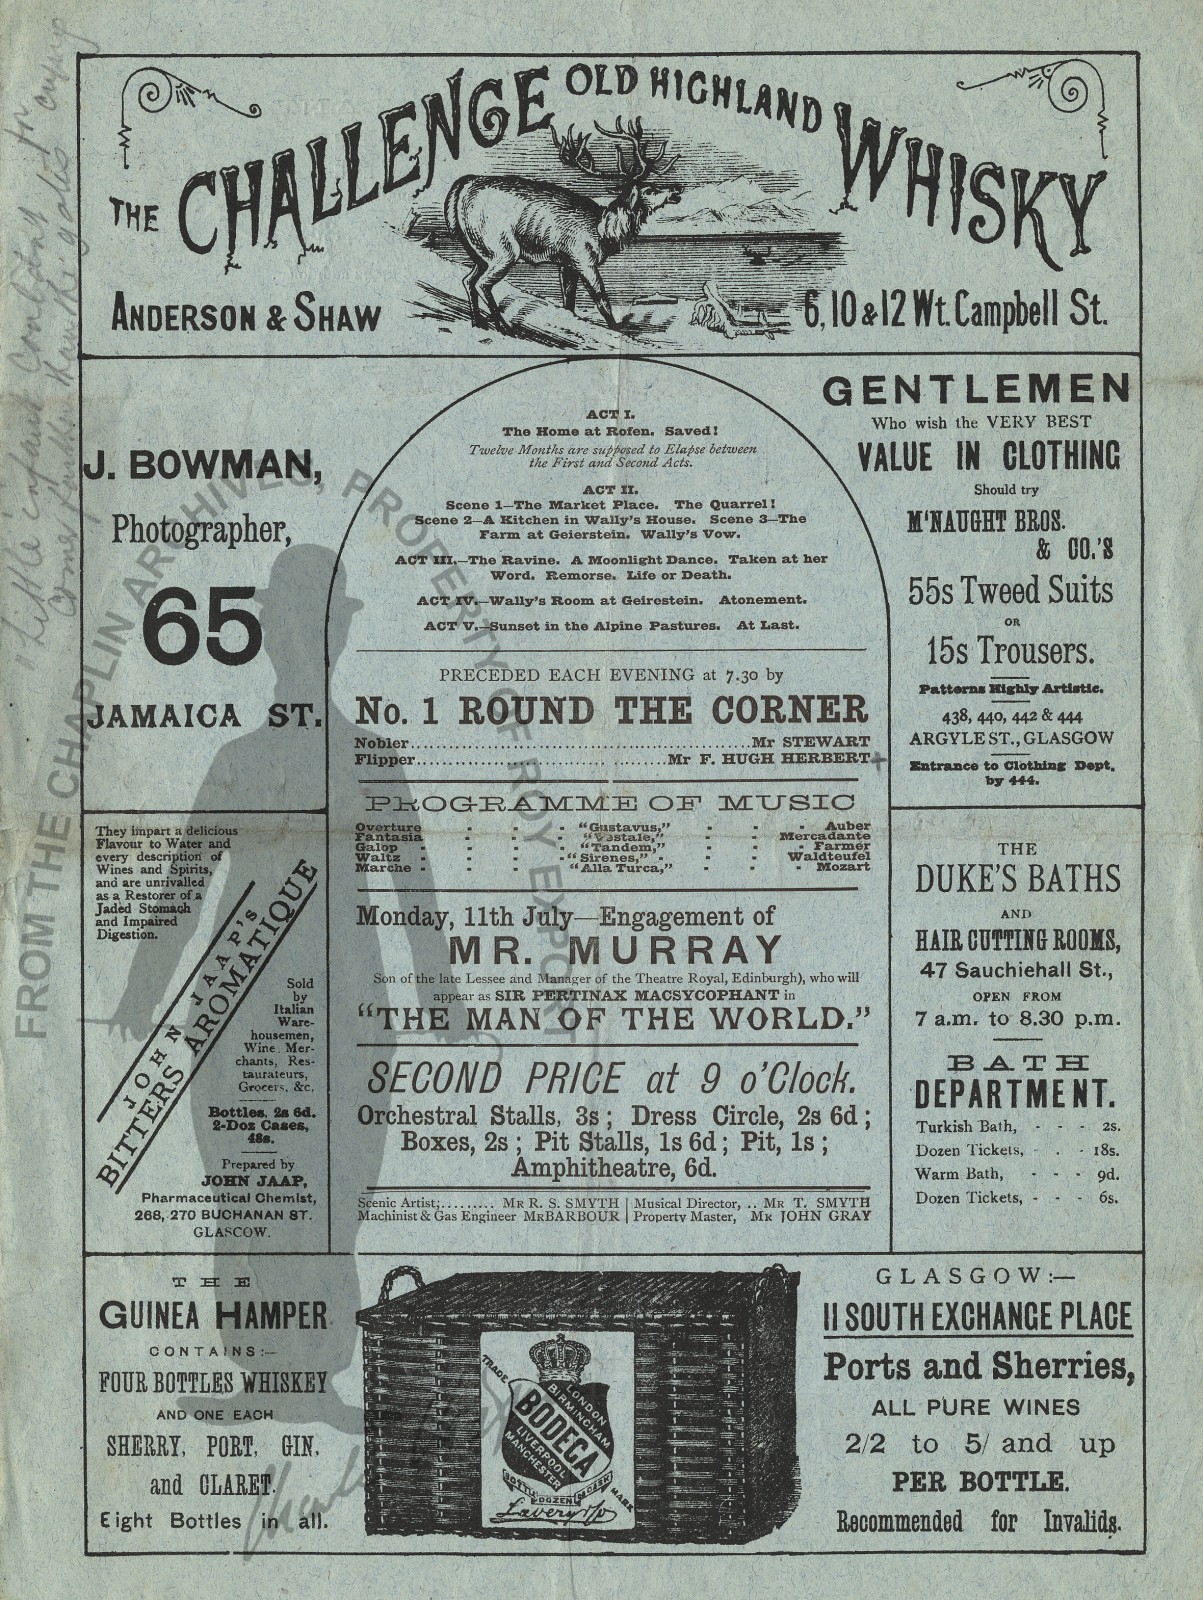 THE CHALLENGE OLD HIGHLAND WHISKY
ANDERSON & SHAW
6, 10 & 12 Wt. Campbell St.
J. BOWMAN,
Photographer,
65
JAMAICA ST.
ACT I.
The Home at Rofen. Saved!
Twelve Months are supposed to Elapse between
the First and Second Acts.
ACT II.
Scene 1—The Market Place. The Quarrel!
Scene 2—A Kitchen in Wally's House. Scene 3—The
Farm at Geierstein. Wally's Vow.
ACT III.—The Ravine. A Moonlight Dance. Taken at her
Word. Remorse. Life or Death.
ACT IV.—Wally's Room at Geirestein. Atonement.
ACT V.—Sunset in the Alpine Pastures. At Last.
PRECEDED EACH EVENING at 7.30 by
No. 1 ROUND THE CORNER
Nobler.......... Mr STEWART
Flipper.......... Mr F. HUGH HERBERT
PROGRAMME OF MUSIC
Overture - - - "Gustavus," - - - Auber
Fantasia - - - "Vestale," - - - Mercadante
Galop - - - "Tandem," - - - Farmer
Waltz - - - "Sirenes," - - - Waldteufel
Marche - - - "Alla Turca," - - - Mozart
Monday, 11th July—Engagement of
MR. MURRAY
Son of the late Lessee and Manager of the Theatre Royal, Edinburgh), who will
appear as SIR PERTINAX MACSYCOPHANT in
"THE MAN OF THE WORLD."
SECOND PRICE at 9 o'Clock.
Orchestral Stalls, 3s; Dress Circle, 2s 6d;
Boxes, 2s; Pit Stalls, 1s 6d; Pit, 1s;
Amphitheatre, 6d.
Scenic Artist;......... MR R. S. SMYTH | Musical Director, .. MR T. SMYTH
Machinist & Gas Engineer MR BARBOUR | Property Master, MR JOHN GRAY
GENTLEMEN
Who wish the VERY BEST
VALUE IN CLOTHING
Should try
M'NAUGHT BROS.
& CO.'S
55s Tweed Suits
OR
15s Trousers.
Patterns Highly Artistic.
438, 440, 442 & 444
ARGYLE ST., GLASGOW
Entrance to Clothing Dept.
by 444.
They impart a delicious
Flavour to Water and
every description of
Wines and Spirits,
and are unrivalled
as a Restorer of a
Jaded Stomach
and Impaired
Digestion.
JOHN JAAP'S
BITTERS AROMATIQUE
Sold
by
Italian
Ware-
housemen,
Wine Mer-
chants, Res-
taurateurs,
Grocers, &c.
Bottles, 2s 6d.
2-Doz Cases,
48s.
Prepared by
JOHN JAAP,
Pharmaceutical Chemist,
268, 270 BUCHANAN ST.
GLASCOW.
THE
DUKE'S BATHS
AND
HAIR CUTTING ROOMS,
47 Sauchiehall St.,
OPEN FROM
7 a.m. to 8.30 p.m.
BATH
DEPARTMENT.
Turkish Bath, - - - 2s.
Dozen Tickets, - - - 18s.
Warm Bath, - - - 9d.
Dozen Tickets, - - - 6s.
THE
GUINEA HAMPER
CONTAINS:—
FOUR BOTTLES WHISKEY
AND ONE EACH
SHERRY, PORT, GIN,
and CLARET.
Eight Bottles in all.
TRADE MARK
LONDON
BIRMINGHAM
BODEGA
LIVERPOOL
MANCHESTER
BOTTLE DOZEN OR CASK
Lavery
GLASGOW:—
11 SOUTH EXCHANGE PLACE
Ports and Sherries,
ALL PURE WINES
2/2 to 5/ and up
PER BOTTLE.
Recommended for Invalids.
FROM THE CHAPLIN ARCHIVES, PROPERTY OF ROY EXPORT